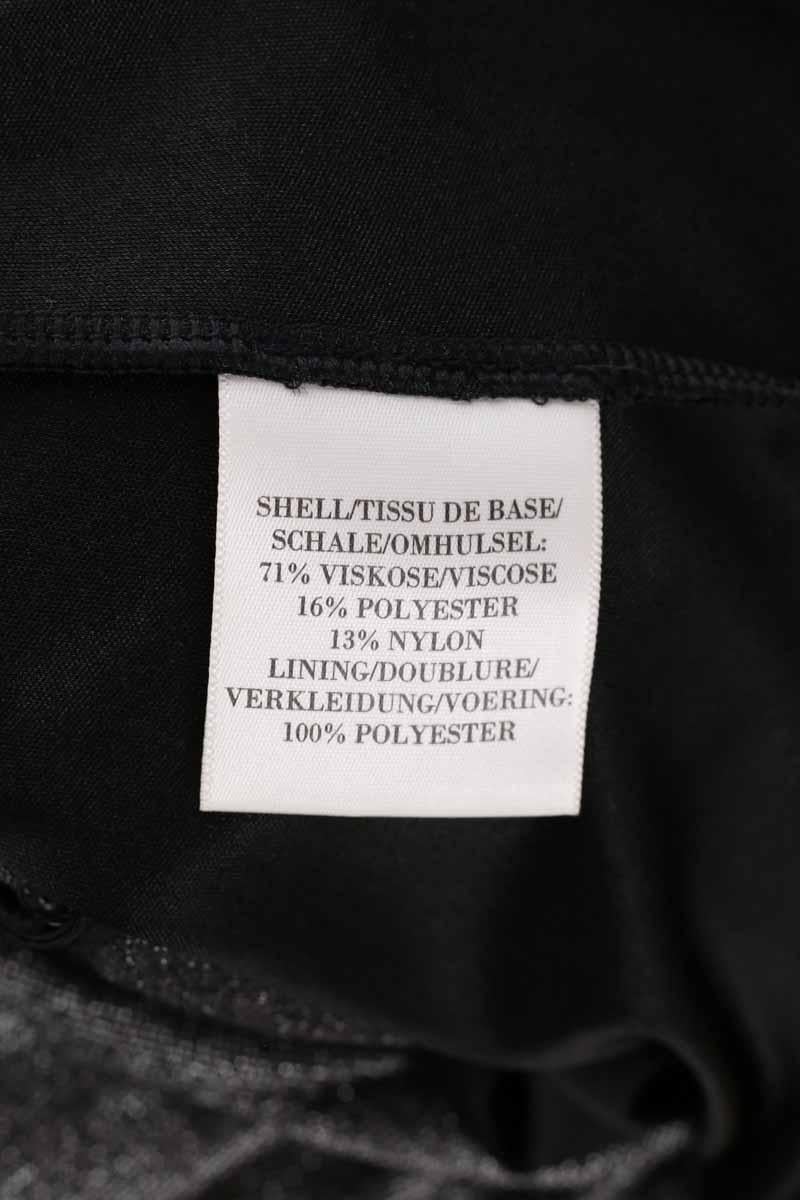 SHELL/TISSU DE BASE/
SCHALE/OMHULSEL:
71% VISKOSE/VISCOSE
16% POLYESTER
13% NYLON
LINING/DOUBLURE/
VERKLEIDUNG/VOERING:
100% POLYESTER